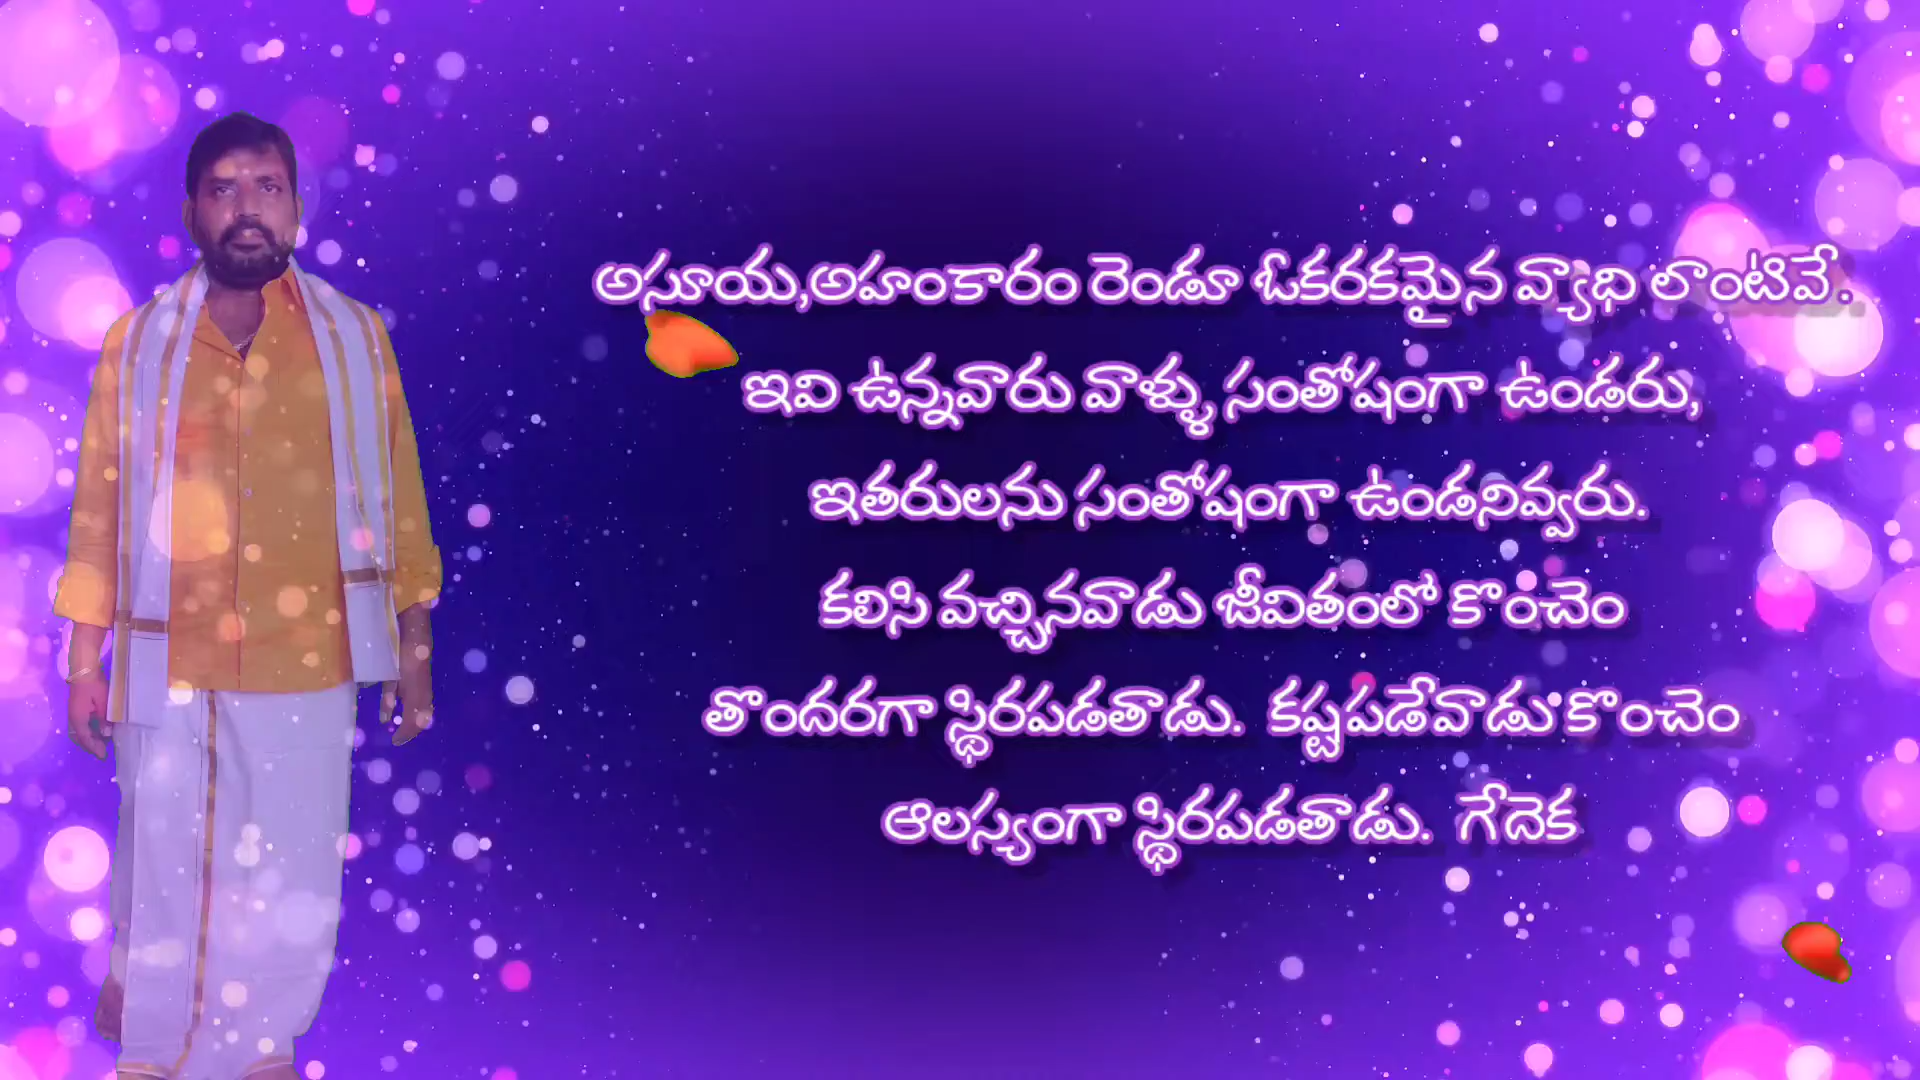 అసూయ,అహంకారం రెండూ ఓకరకమైన వ్యాధి లాంటివే.
ఇవి ఉన్నవారు వాళ్ళు సంతోషంగా ఉండరు,
ఇతరులను సంతోషంగా ఉండనివ్వరు.
కలిసి వచ్చినవాడు జీవితంలో కొంచెం
తొందరగా స్థిరపడతాడు. కష్టపడేవాడు కొంచెం
ఆలస్యంగా స్థిరపడతాడు. గేదెక